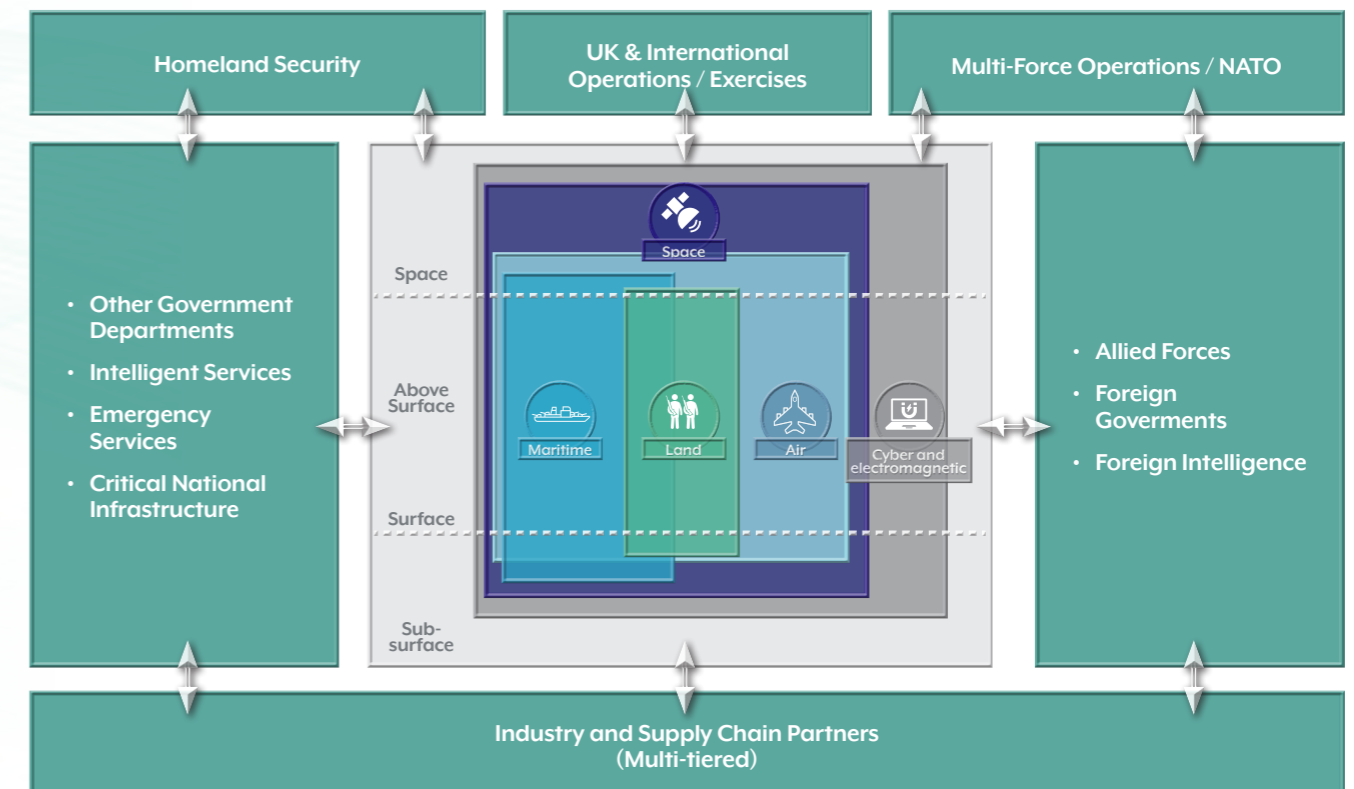 Homeland Security
UK & International
Operations / Exercises
Multi-Force Operations / NATO
• Other Government
Departments
• Intelligent Services
• Emergency
Services
• Critical National
Infrastructure
Space
Above
Surface
Surface
Sub-
surface
Space
Maritime
Land
Air
Cyber and
electromagnetic
• Allied Forces
• Foreign
Goverments
• Foreign Intelligence
Industry and Supply Chain Partners
(Multi-tiered)